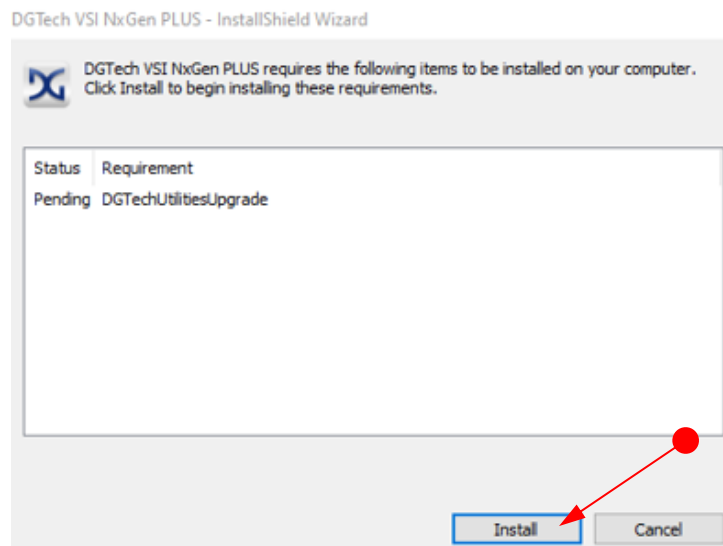 DGTech VSI NxGen PLUS - InstallShield Wizard
DGTech VSI NxGen PLUS requires the following items to be installed on your computer.
Click Install to begin installing these requirements.
Status Requirement
Pending DGTechUtilitiesUpgrade
Install Cancel